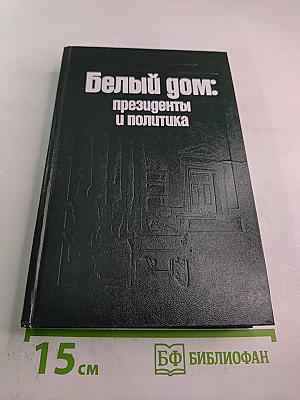 Белый дом:
президенты
и политика
15 см
БФ БИБЛИОФАН